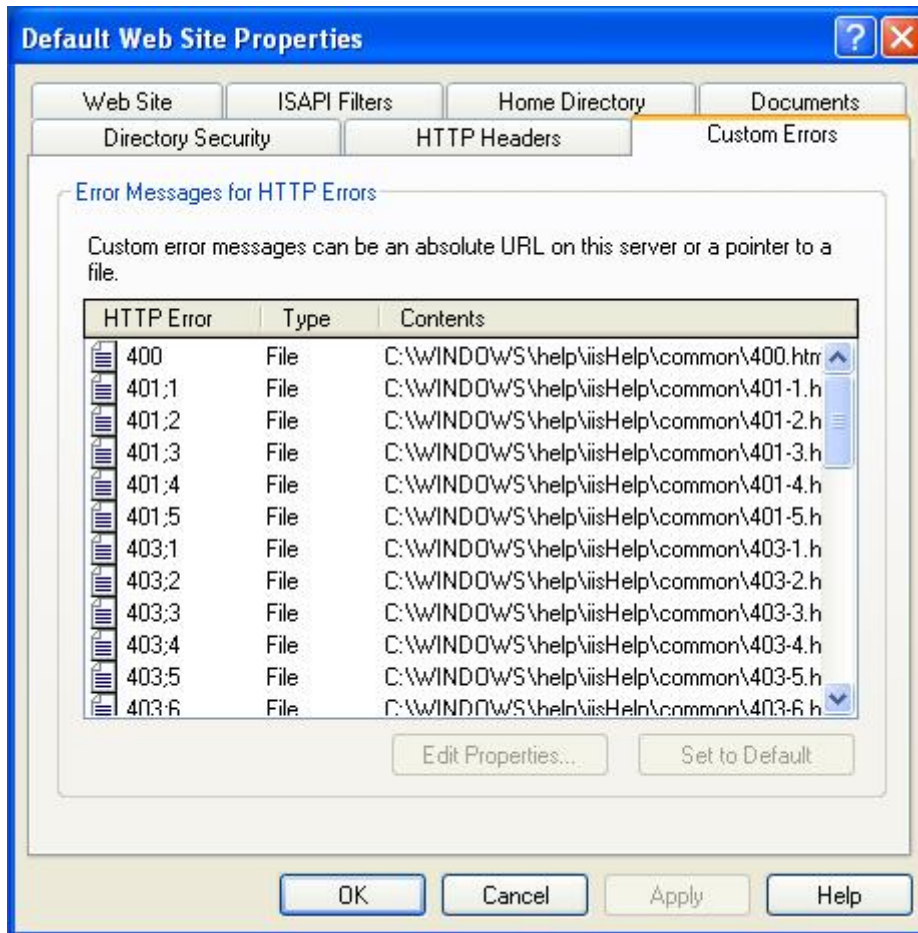 Default Web Site Properties
Web Site ISAPI Filters Home Directory Documents
Directory Security HTTP Headers Custom Errors
Error Messages for HTTP Errors
Custom error messages can be an absolute URL on this server or a pointer to a
file.
HTTP Error Type Contents
400 File C:\WINDOWS\help\iisHelp\common\400.htm
401;1 File C:\WINDOWS\help\iisHelp\common\401-1.h
401;2 File C:\WINDOWS\help\iisHelp\common\401-2.h
401;3 File C:\WINDOWS\help\iisHelp\common\401-3.h
401;4 File C:\WINDOWS\help\iisHelp\common\401-4.h
401;5 File C:\WINDOWS\help\iisHelp\common\401-5.h
403;1 File C:\WINDOWS\help\iisHelp\common\403-1.h
403;2 File C:\WINDOWS\help\iisHelp\common\403-2.h
403;3 File C:\WINDOWS\help\iisHelp\common\403-3.h
403;4 File C:\WINDOWS\help\iisHelp\common\403-4.h
403;5 File C:\WINDOWS\help\iisHelp\common\403-5.h
403;6 File C:\WINDOWS\help\iisHelp\common\403-6.h
Edit Properties... Set to Default
OK Cancel Apply Help